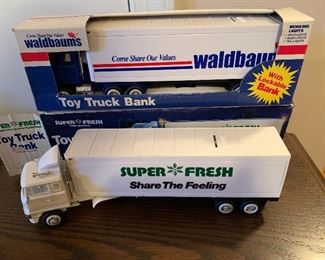 Come Share Our Values
waldbaum's
Come Share Our Values
waldbaum
WORKING
LIGHTS
With
Lockable
Bank
Toy Truck Bank
SUPER FRESH
Toy Truck
Bank
SUPER FRESH
Share The Feeling